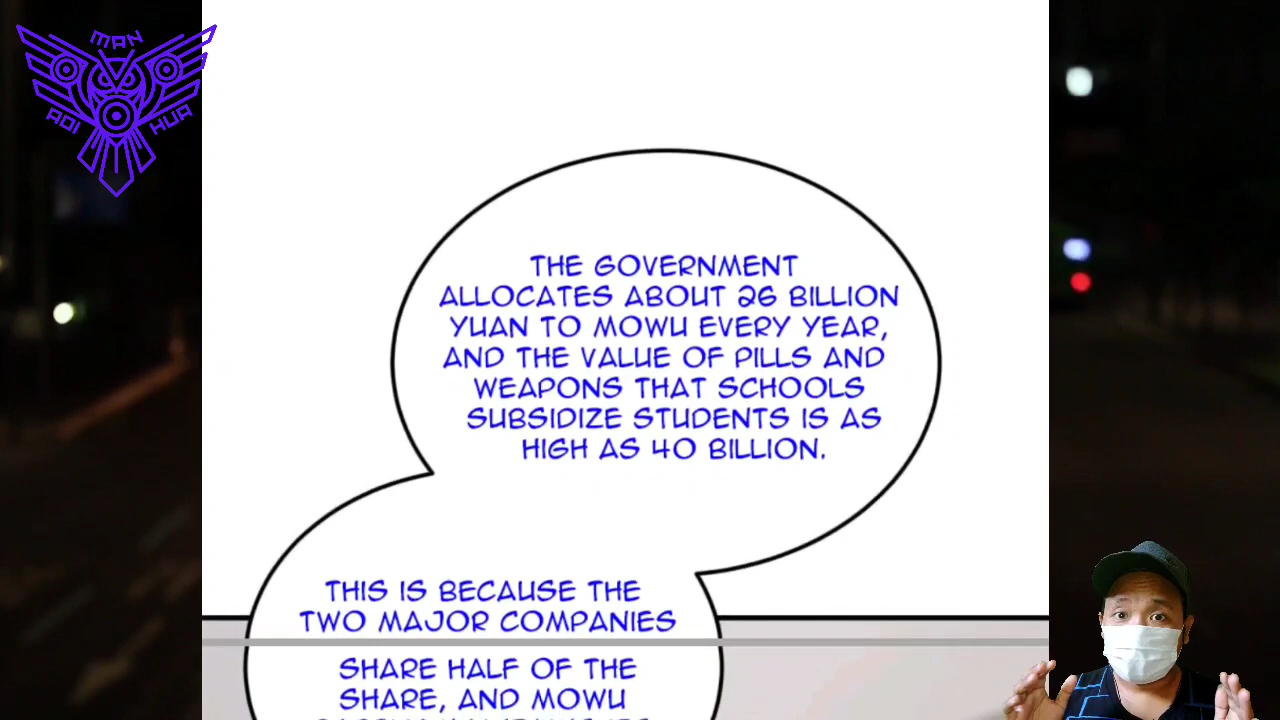 MAN
AOI HUA
THE GOVERNMENT
ALLOCATES ABOUT 26 BILLION
YUAN TO MOWU EVERY YEAR,
AND THE VALUE OF PILLS AND
WEAPONS THAT SCHOOLS
SUBSIDIZE STUDENTS IS AS
HIGH AS 40 BILLION.
THIS IS BECAUSE THE
TWO MAJOR COMPANIES
SHARE HALF OF THE
SHARE, AND MOWU